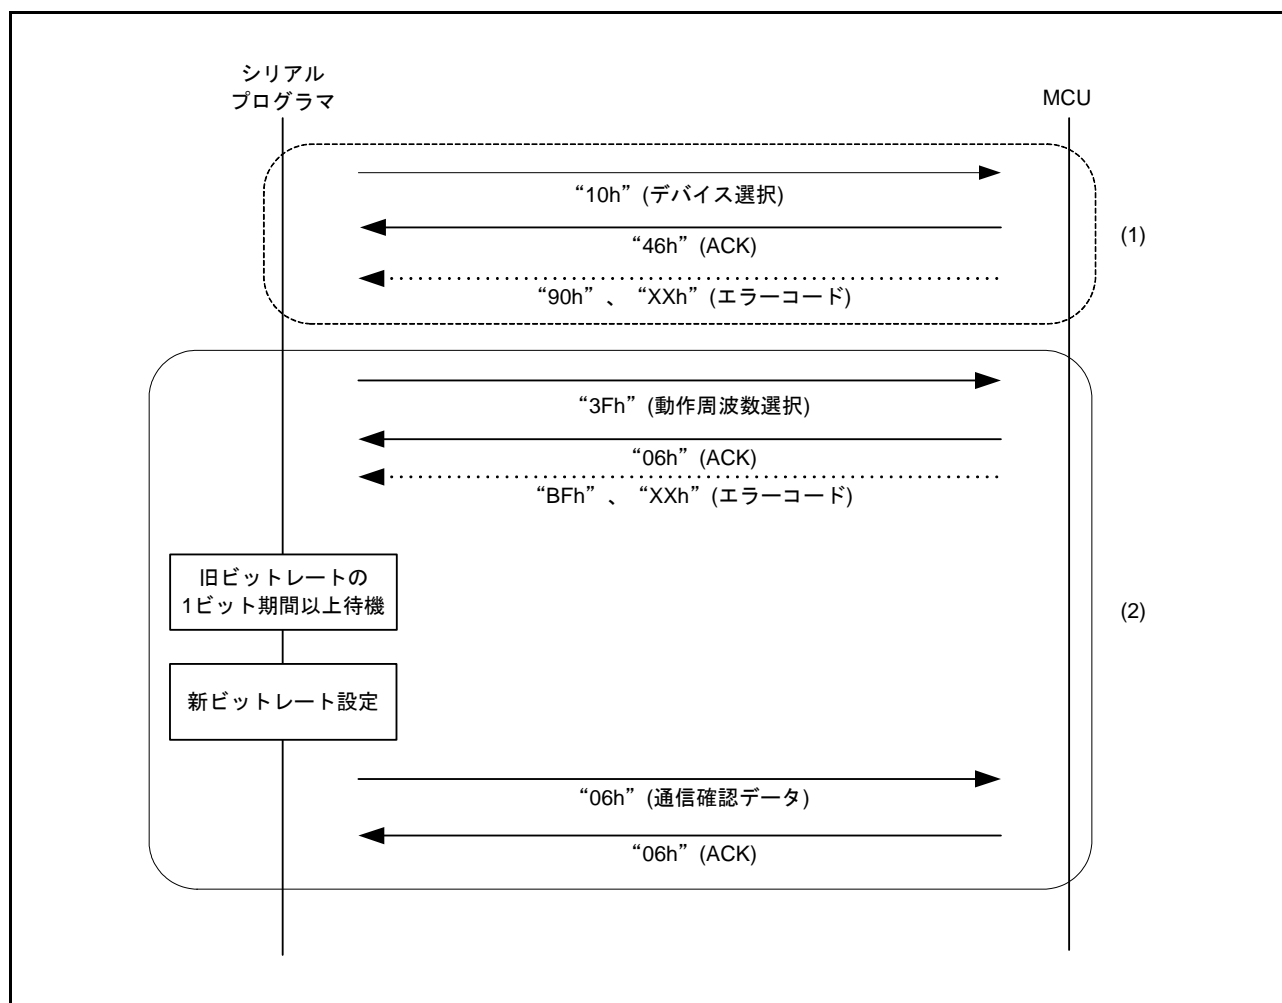 シリアル
プログラマ
MCU
“10h” (デバイス選択)
“46h” (ACK)
(1)
“90h” 、 “XXh” (エラーコード)
“3Fh” (動作周波数選択)
“06h” (ACK)
“BFh” 、 “XXh” (エラーコード)
旧ビットレートの
1ビット期間以上待機
(2)
新ビットレート設定
“06h” (通信確認データ)
“06h” (ACK)